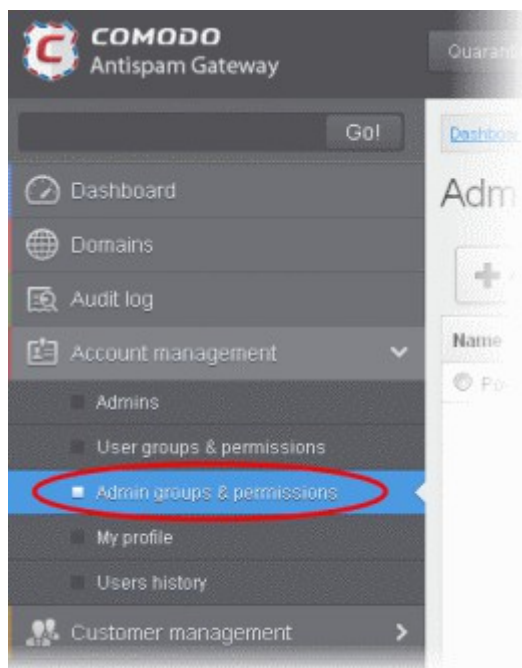 COMODO
Antispam Gateway
Go!
Dashboard
Domains
Audit log
Account management
Admins
User groups & permissions
Admin groups & permissions
My profile
Users history
Customer management
Adm
Name